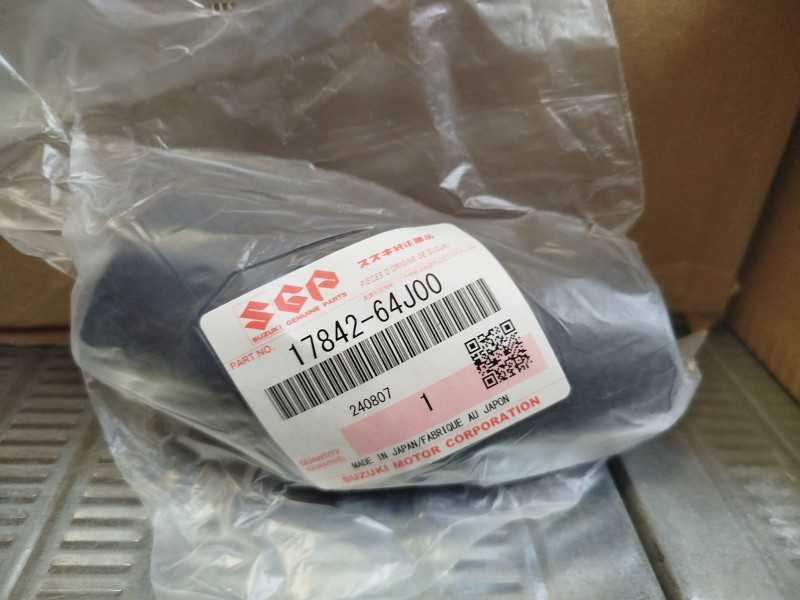 スズキ純正部品
SGP
SUZUKI GENUINE PARTS
PIECES D'ORIGINE DE SUZUKI
PART NO.
17842-64J00
240807
1
QUANTITY
MADE IN JAPAN/FABRIQUE AU JAPON
SUZUKI MOTOR CORPORATION